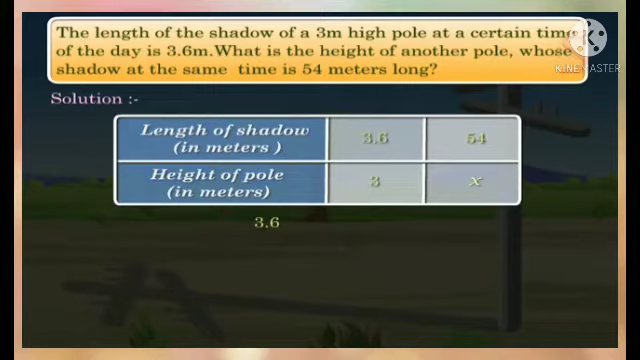 The length of the shadow of a 3m high pole at a certain time
of the day is 3.6m.What is the height of another pole, whose
shadow at the same time is 54 meters long?
KINEMASTER
Solution :-
Length of shadow (in meters ) 3.6 54
Height of pole (in meters) 3 x
3.6